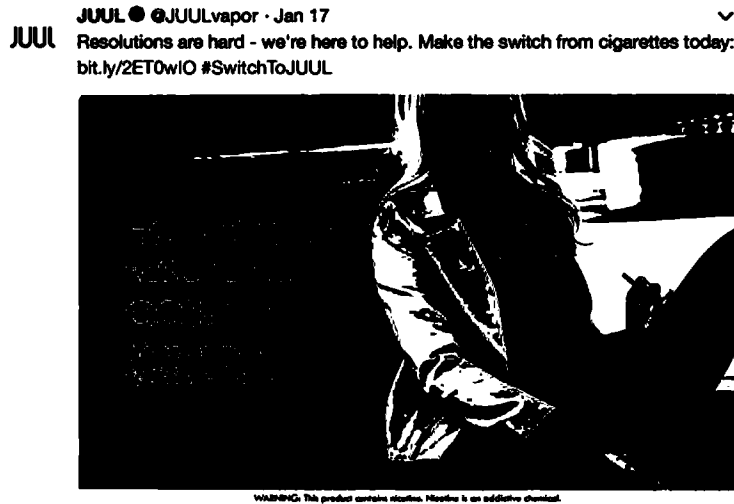 JUUL @JUULvapor · Jan 17
JUUL
Resolutions are hard - we're here to help. Make the switch from cigarettes today:
bit.ly/2ET0wIO #SwitchToJUUL
WARNING: This product contains nicotine. Nicotine is an addictive chemical.